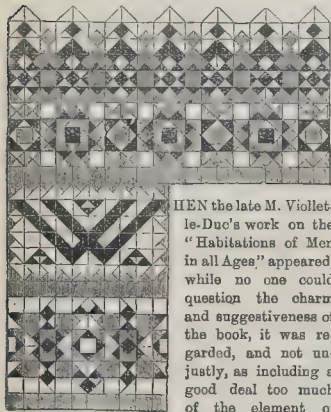 WHEN the late M. Viollet-
le-Duc's work on the
"Habitations of Men
in all Ages" appeared,
while no one could
question the charm
and suggestiveness of
the book, it was re-
garded, and not un-
justly, as including a
good deal too much
of the element of